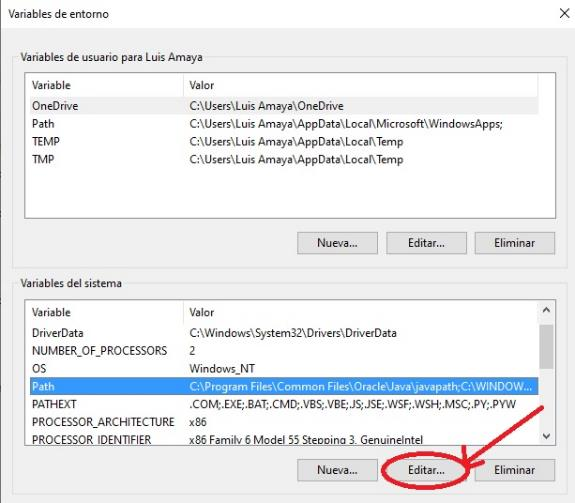 Variables de entorno
Variables de usuario para Luis Amaya
Variable Valor
OneDrive C:\Users\Luis Amaya\OneDrive
Path C:\Users\Luis Amaya\AppData\Local\Microsoft\WindowsApps;
TEMP C:\Users\Luis Amaya\AppData\Local\Temp
TMP C:\Users\Luis Amaya\AppData\Local\Temp
Nueva... Editar... Eliminar
Variables del sistema
Variable Valor
DriverData C:\Windows\System32\Drivers\DriverData
NUMBER_OF_PROCESSORS 2
OS Windows_NT
Path C:\Program Files\Common Files\Oracle\Java\javapath;C:\WINDOW...
PATHEXT .COM;.EXE;.BAT;.CMD;.VBS;.VBE;.JS;.JSE;.WSF;.WSH;.MSC;.PY;.PYW
PROCESSOR_ARCHITECTURE x86
PROCESSOR_IDENTIFIER x86 Family 6 Model 55 Stepping 3, GenuineIntel
Nueva... Editar... Eliminar